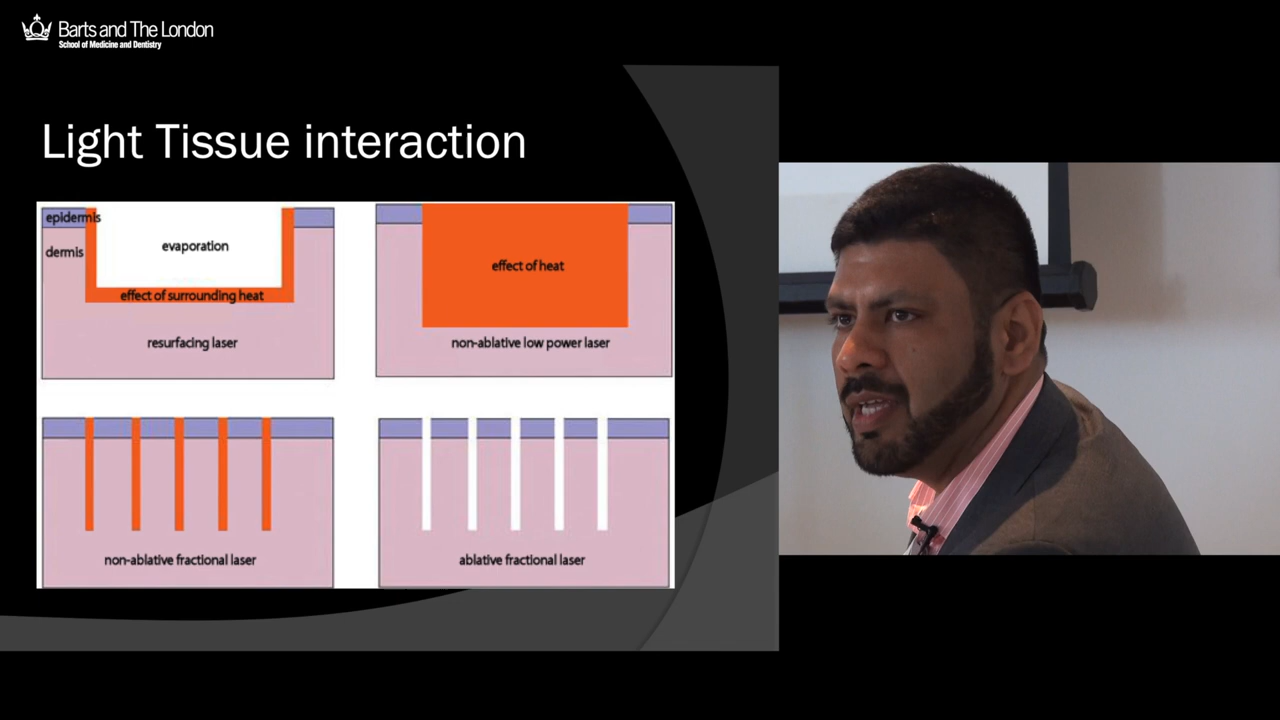 Barts and The London
School of Medicine and Dentistry
Light Tissue interaction
epidermis
dermis
evaporation
effect of surrounding heat
resurfacing laser
effect of heat
non-ablative low power laser
non-ablative fractional laser
ablative fractional laser